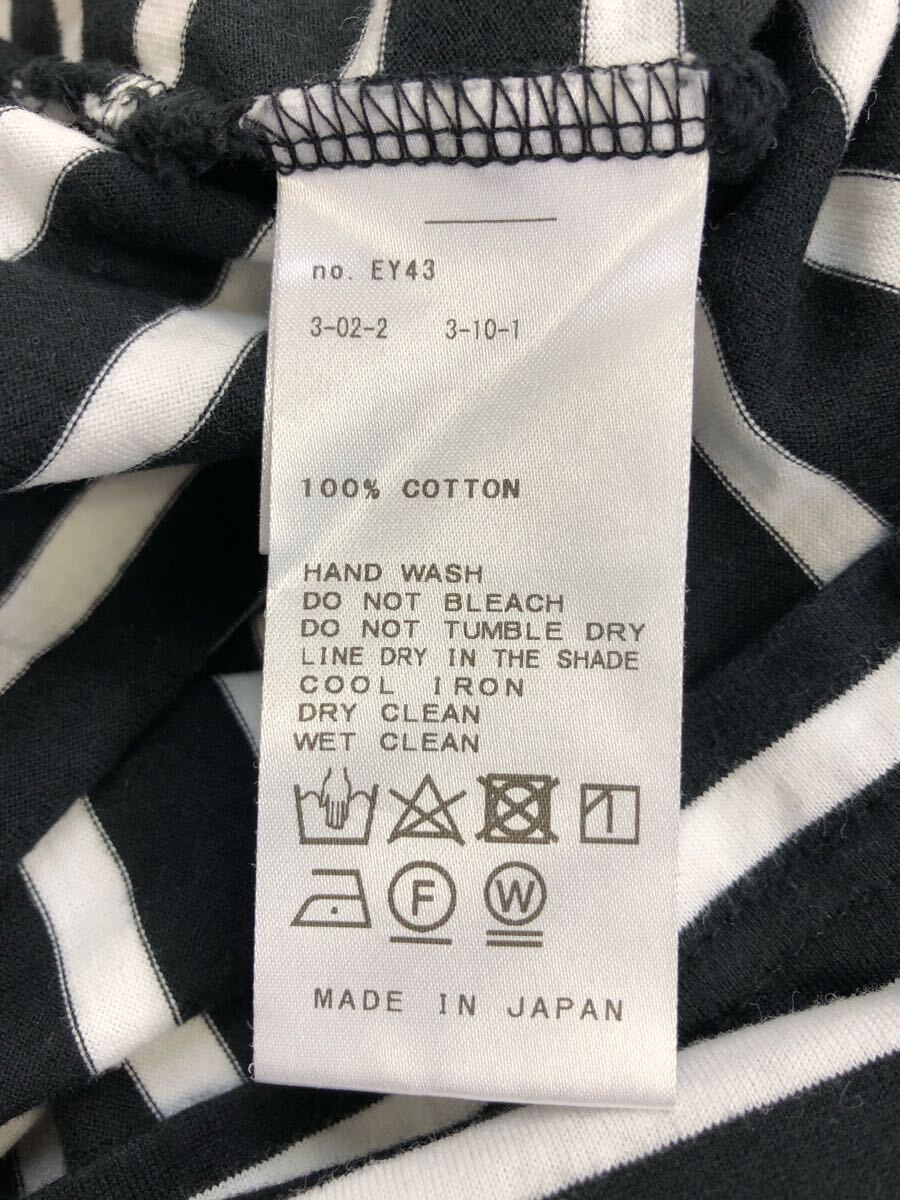 no. EY43
3-02-2 3-10-1
100% COTTON
HAND WASH
DO NOT BLEACH
DO NOT TUMBLE DRY
LINE DRY IN THE SHADE
COOL IRON
DRY CLEAN
WET CLEAN
F W
MADE IN JAPAN